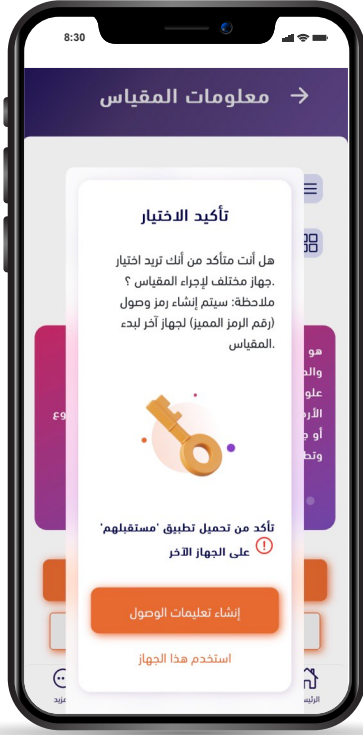 8:30
معلومات المقياس
تأكيد الاختيار
هل أنت متأكد من أنك تريد اختيار
.جهاز مختلف لإجراء المقياس ؟
ملاحظة: سيتم إنشاء رمز وصول
(رقم الرمز المميز) لجهاز آخر لبدء
.المقياس
هو
أو ج
تأكد من تحميل تطبيق 'مستقبلهم'
على الجهاز الآخر
إنشاء تعليمات الوصول
استخدم هذا الجهاز